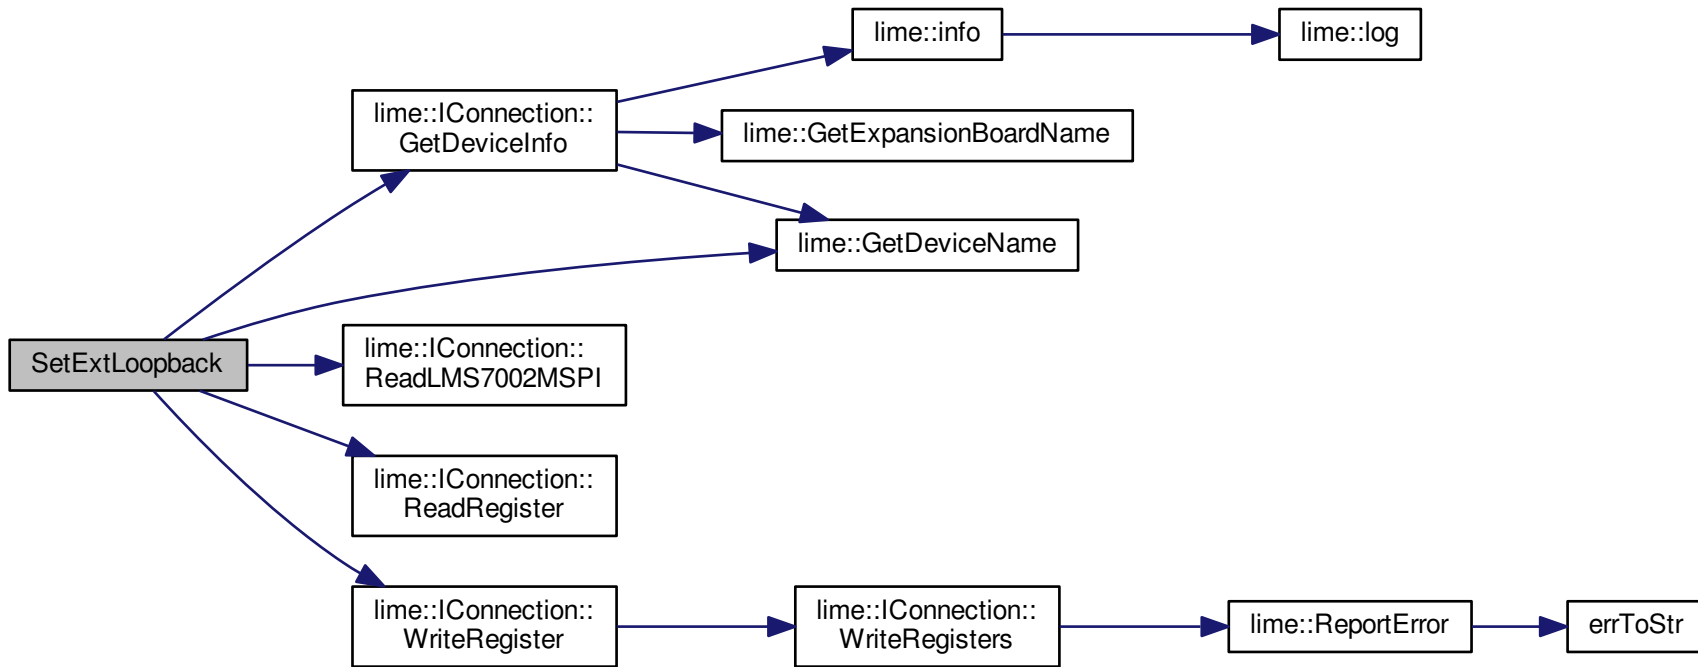 lime::info
lime::log
lime::IConnection::
GetDeviceInfo
lime::GetExpansionBoardName
lime::GetDeviceName
SetExtLoopback
lime::IConnection::
ReadLMS7002MSPI
lime::IConnection::
ReadRegister
lime::IConnection::
WriteRegister
lime::IConnection::
WriteRegisters
lime::ReportError
errToStr